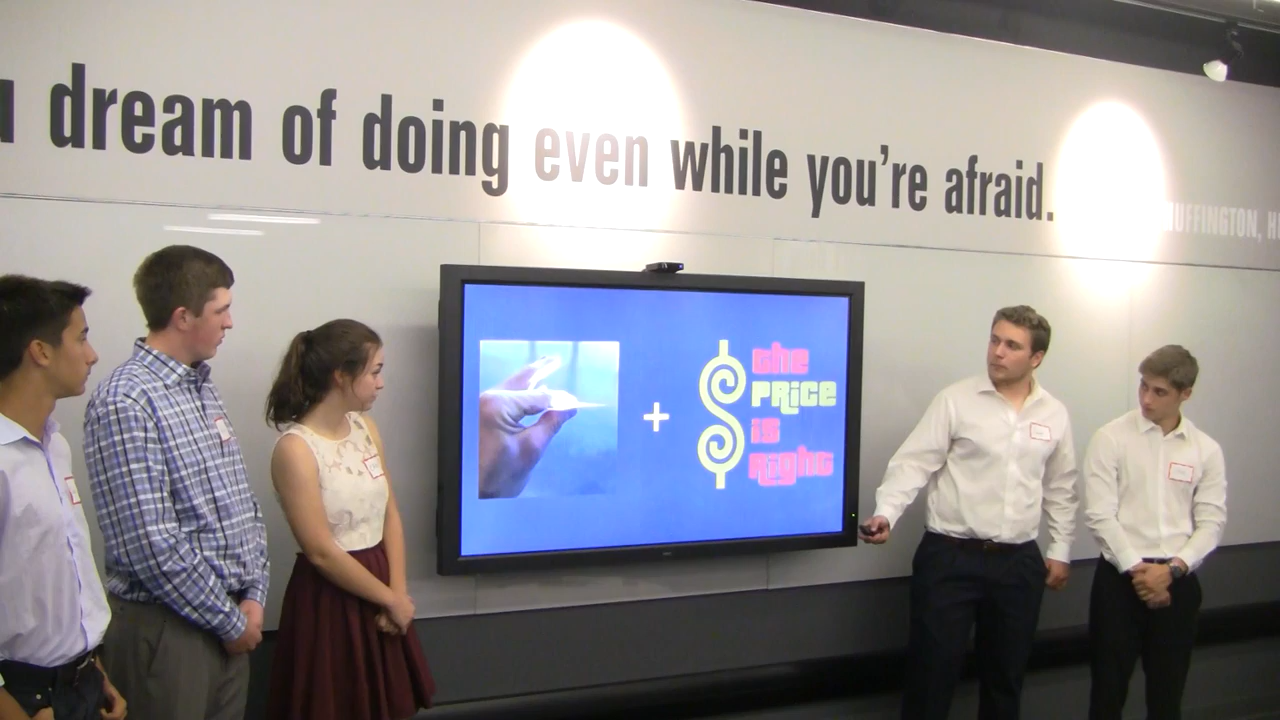 dream of doing even while you're afraid.
UFFINGTON, H
+
the
PRICE
is
Right